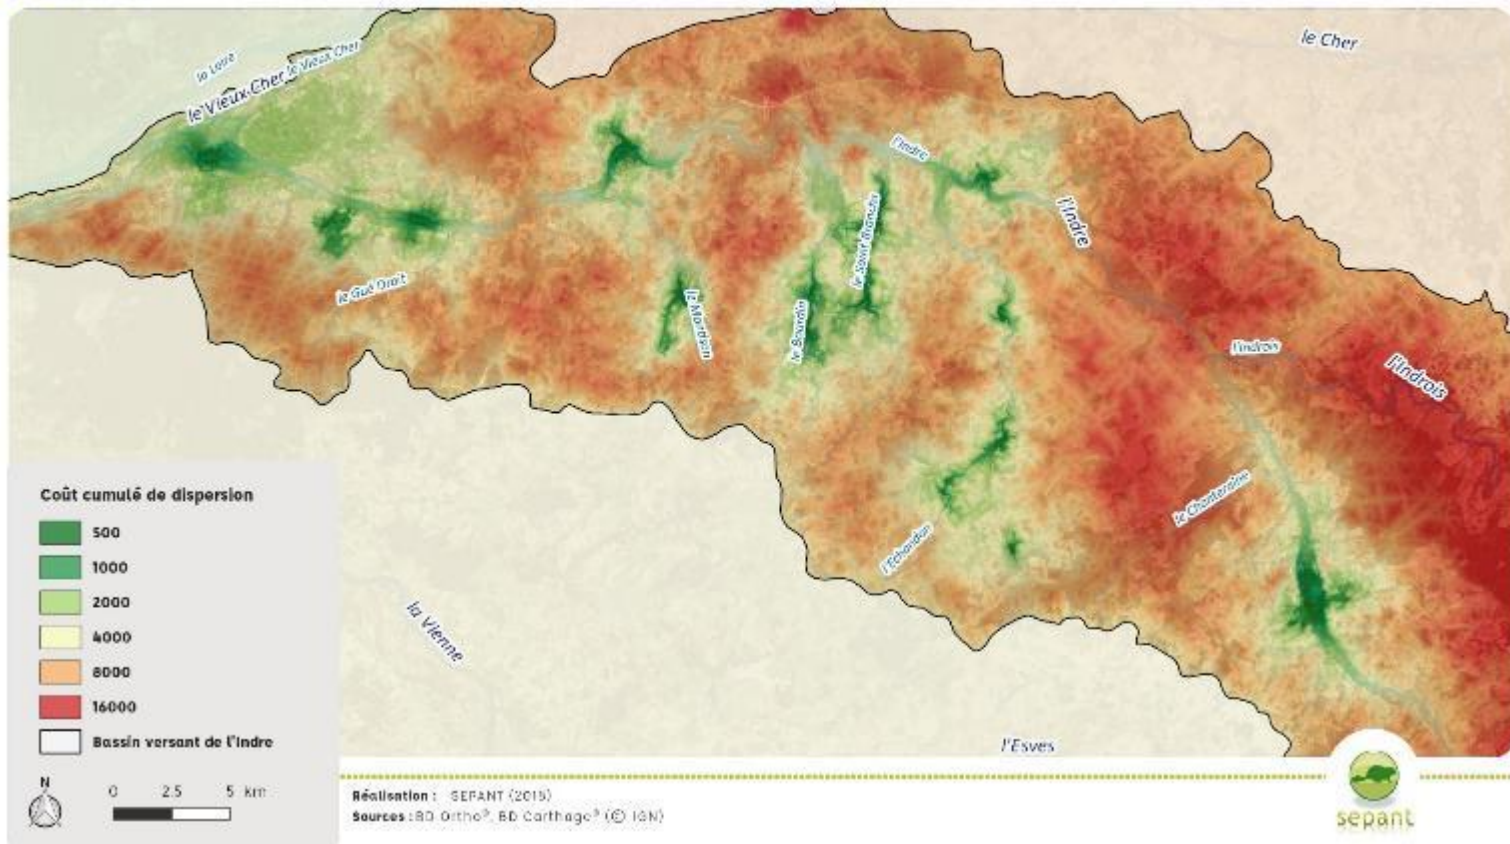 le Cher
la Loire
le Vieux Cher
le Vieux Cher
l'Indre
l'Indre
le Saint Branchs
le Gué Droit
le Montison
le Bourdin
l'Indrois
l'Indrois
le Chanteraine
l'Echandon
la Vienne
l'Esves
Coût cumulé de dispersion
500
1000
2000
4000
8000
16000
Bassin versant de l'Indre
N
0 2.5 5 km
Réalisation : SEPANT (2015)
Sources : BD Ortho®, BD Carthage® (© IGN)
sepant